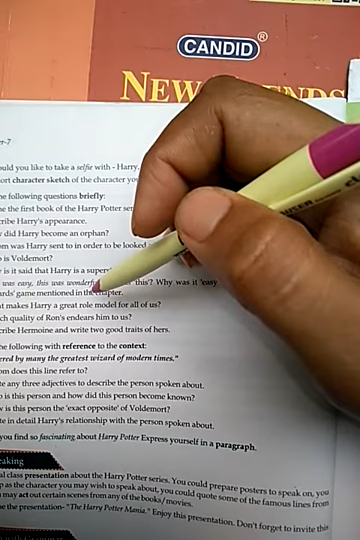 CANDID®
NEW ENDS
er-7
ould you like to take a selfie with - Harry,
ort character sketch of the character you
he following questions briefly:
e the first book of the Harry Potter ser
cribe Harry's appearance.
did Harry become an orphan?
om was Harry sent to in order to be looked
o is Voldemort?
is it said that Harry is a super
was easy, this was wonderf this'? Why was it 'easy
ards' game mentioned in the chapter.
at makes Harry a great role model for all of us?
ch quality of Ron's endears him to us?
cribe Hermoine and write two good traits of hers.
he following with reference to the context:
ered by many the greatest wizard of modern times."
om does this line refer to?
te any three adjectives to describe the person spoken about.
o is this person and how did this person become known?
w is this person the 'exact opposite' of Voldemort?
te in detail Harry's relationship with the person spoken about.
you find so fascinating about Harry Potter Express yourself in a paragraph.
eaking
al class presentation about the Harry Potter series. You could prepare posters to speak on, you
p as the character you may wish to speak about, you could quote some of the famous lines from
u may act out certain scenes from any of the books/movies.
e the presentation- "The Harry Potter Mania." Enjoy this presentation. Don't forget to invite this